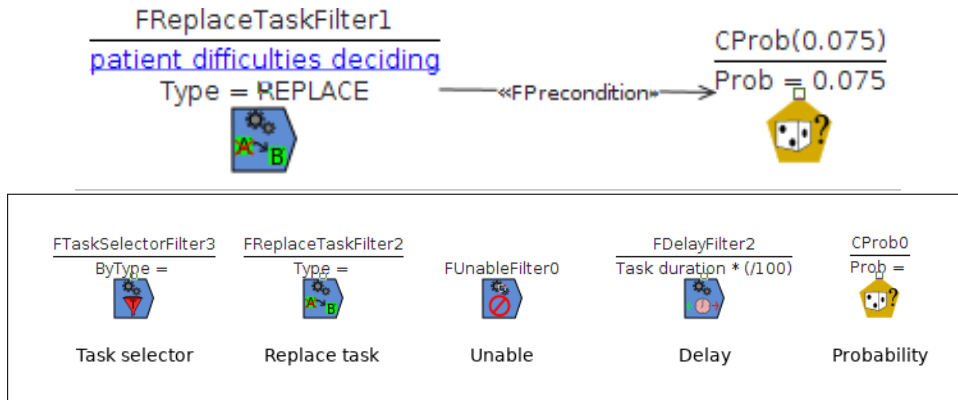 FReplaceTaskFilter1
patient difficulties deciding
Type = REPLACE
«FPrecondition»
CProb(0.075)
Prob = 0.075
?
A B
FTaskSelectorFilter3
ByType =
FReplaceTaskFilter2
Type =
A B
FUnableFilter0
FDelayFilter2
Task duration * (/100)
CProb0
Prob =
?
Task selector
Replace task
Unable
Delay
Probability